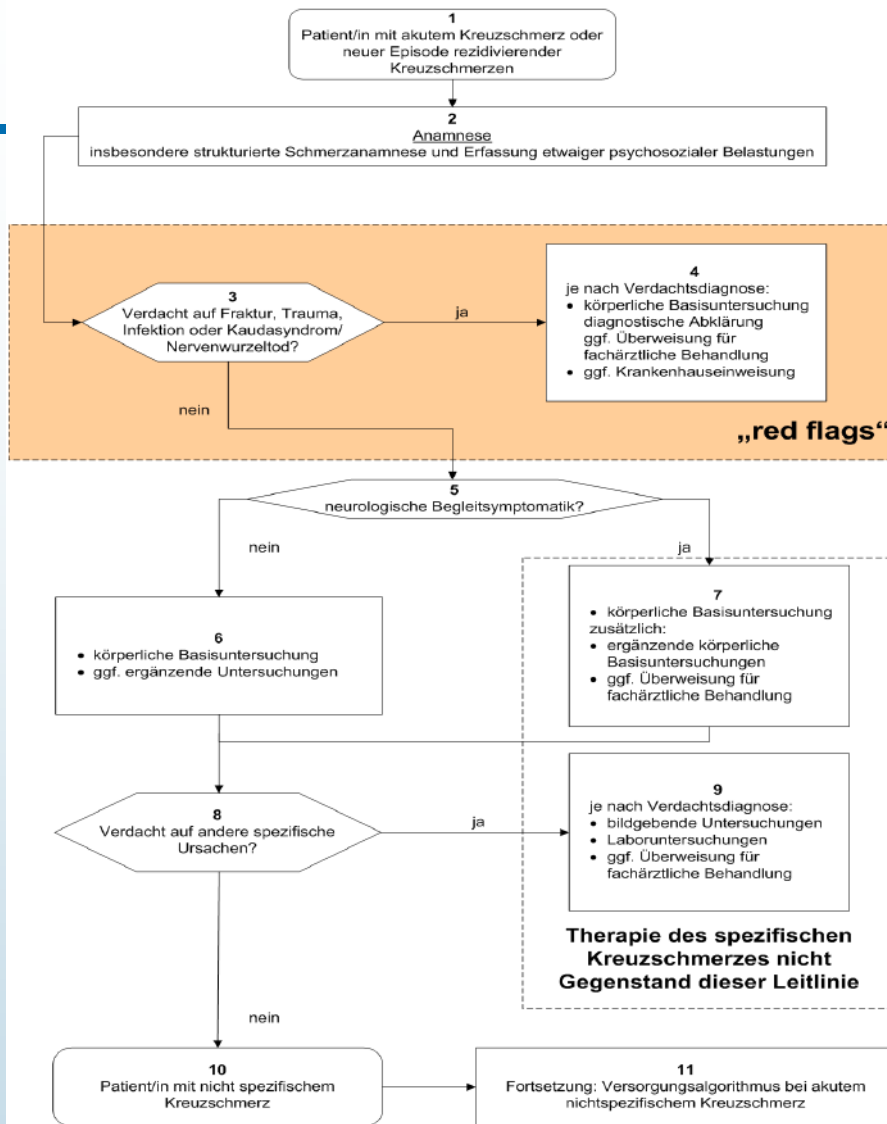 1
Patient/in mit akutem Kreuzschmerz oder
neuer Episode rezidivierender
Kreuzschmerzen
2
Anamnese
insbesondere strukturierte Schmerzanamnese und Erfassung etwaiger psychosozialer Belastungen
3
Verdacht auf Fraktur, Trauma,
Infektion oder Kaudasyndrom/
Nervenwurzeltod?
ja
4
je nach Verdachtsdiagnose:
• körperliche Basisuntersuchung
diagnostische Abklärung
ggf. Überweisung für
fachärztliche Behandlung
• ggf. Krankenhauseinweisung
nein
„red flags“
5
neurologische Begleitsymptomatik?
nein
ja
6
• körperliche Basisuntersuchung
• ggf. ergänzende Untersuchungen
7
• körperliche Basisuntersuchung
zusätzlich:
• ergänzende körperliche
Basisuntersuchungen
• ggf. Überweisung für
fachärztliche Behandlung
8
Verdacht auf andere spezifische
Ursachen?
ja
9
je nach Verdachtsdiagnose:
• bildgebende Untersuchungen
• Laboruntersuchungen
• ggf. Überweisung für
fachärztliche Behandlung
Therapie des spezifischen
Kreuzschmerzes nicht
Gegenstand dieser Leitlinie
nein
10
Patient/in mit nicht spezifischem
Kreuzschmerz
11
Fortsetzung: Versorgungsalgorithmus bei akutem
nichtspezifischem Kreuzschmerz